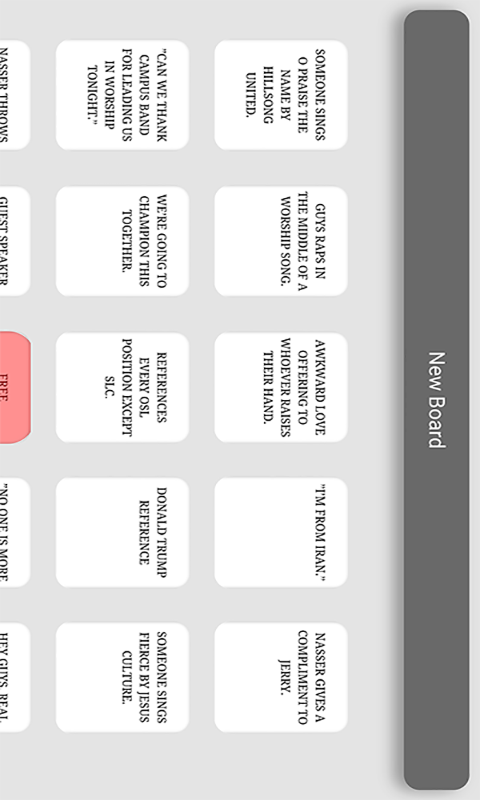 New Board
SOMEONE SINGS
O PRAISE THE
NAME BY
HILLSONG
UNITED.
GUYS RAPS IN
THE MIDDLE OF A
WORSHIP SONG.
AWKWARD LOVE
OFFERING TO
WHOEVER RAISES
THEIR HAND.
"I'M FROM IRAN."
NASSER GIVES A
COMPLIMENT TO
JERRY.
"CAN WE THANK
CAMPUS BAND
FOR LEADING US
IN WORSHIP
TONIGHT."
WE'RE GOING TO
CHAMPION THIS
TOGETHER.
REFERENCES
EVERY OSL
POSITION EXCEPT
SLC.
DONALD TRUMP
REFERENCE
SOMEONE SINGS
FIERCE BY JESUS
CULTURE.
NASSER THROWS
GUEST SPEAKER
FREE
"NO ONE IS MORE
HEY GUYS, REAL